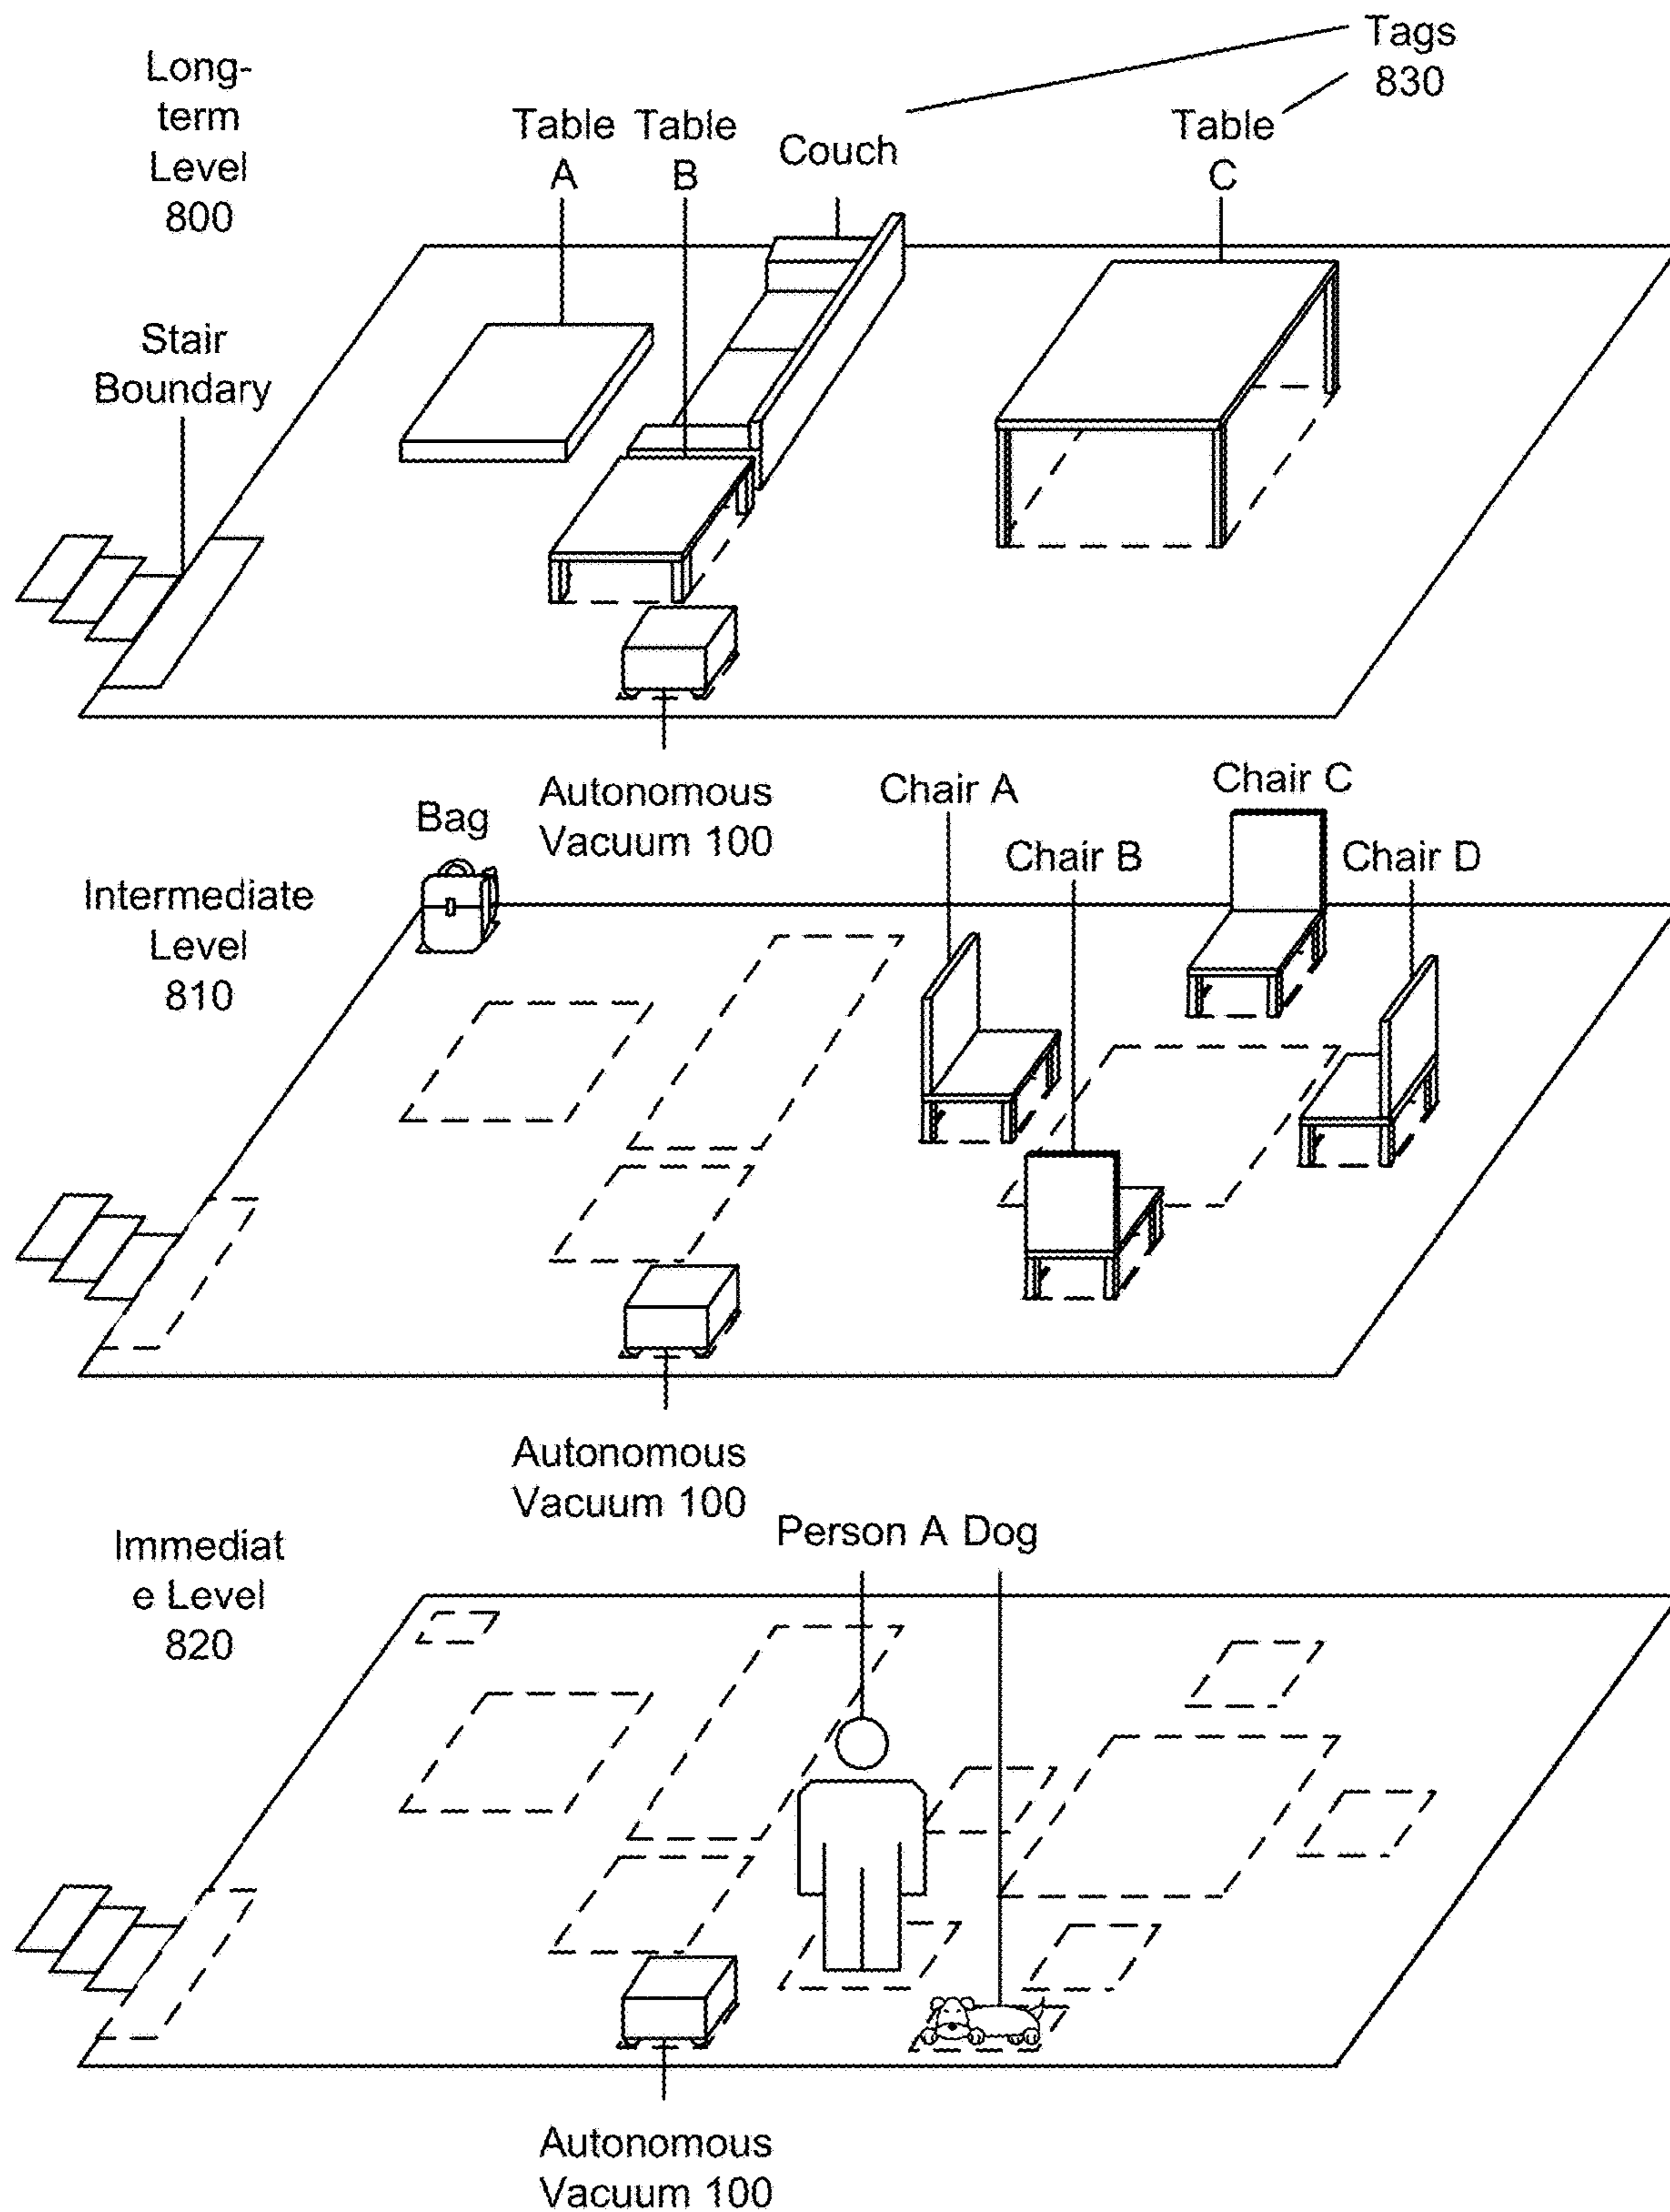 Tags
830
Long-
term
Level
800
Table
A
Table
B
Couch
Table
C
Stair
Boundary
Autonomous
Vacuum 100
Bag
Chair A
Chair C
Chair B
Chair D
Intermediate
Level
810
Autonomous
Vacuum 100
Immediat
e Level
820
Person A
Dog
Autonomous
Vacuum 100